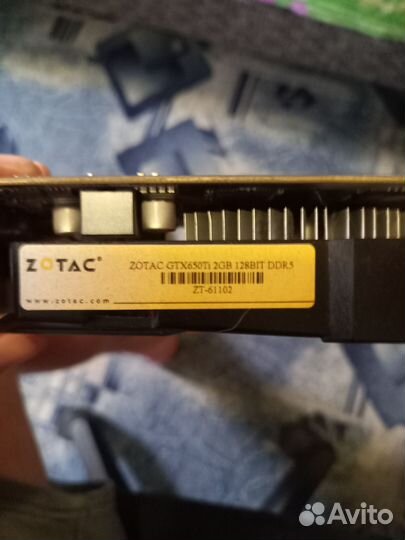 ZOTAC®
ZOTAC GTX650Ti 2GB 128BIT DDR5
ZT-61102
www.zotac.com
Avito